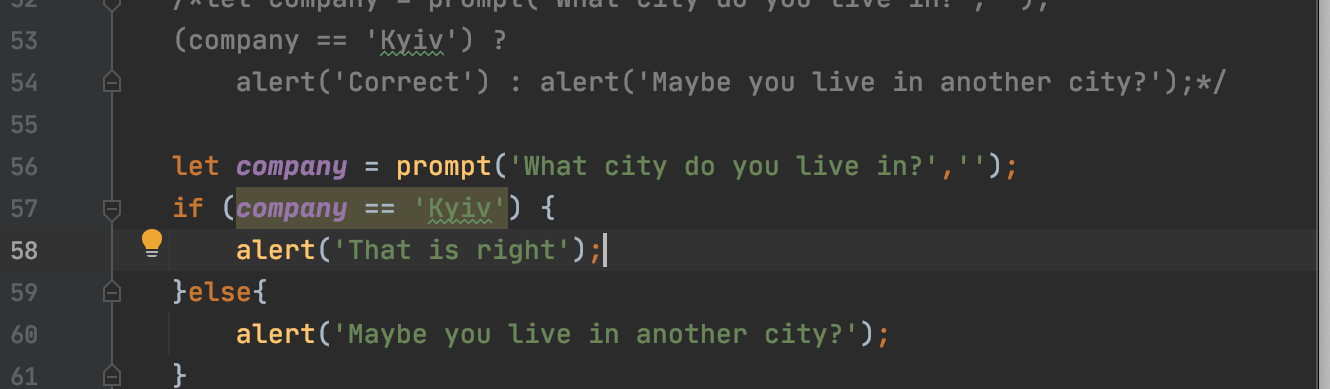 52 /*let company = prompt('What city do you live in?','');
53 (company == 'Kyiv') ?
54 alert('Correct') : alert('Maybe you live in another city?');*/
55
56 let company = prompt('What city do you live in?','');
57 if (company == 'Kyiv') {
58 alert('That is right');
59 }else{
60 alert('Maybe you live in another city?');
61 }